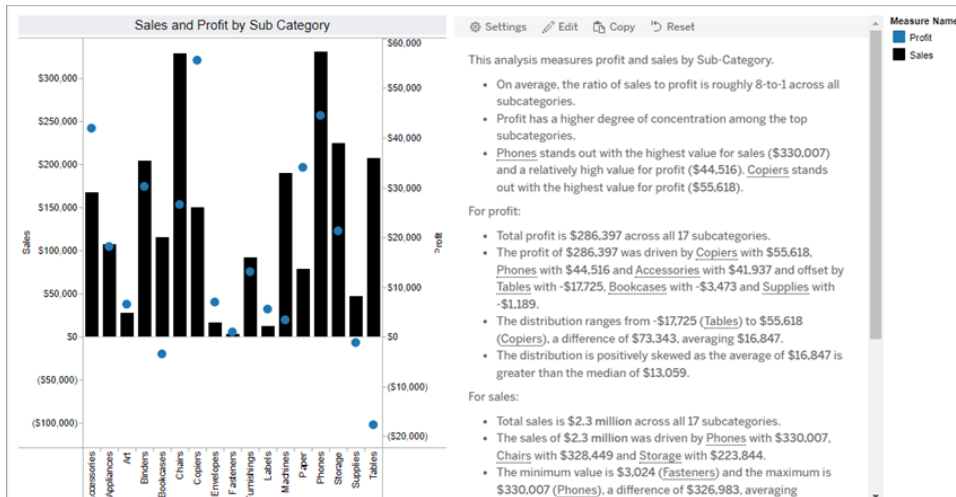 Sales and Profit by Sub Category
$300,000
$250,000
$200,000
$150,000
$100,000
$50,000
$0
($50,000)
($100,000)
Sales
$60,000
$50,000
$40,000
$30,000
$20,000
$10,000
$0
($10,000)
($20,000)
Profit
ccessories
Appliances
Art
Binders
Bookcases
Chairs
Copiers
Envelopes
Fasteners
urnishings
Labels
Machines
Paper
Phones
Storage
Supplies
Tables
Settings Edit Copy Reset
This analysis measures profit and sales by Sub-Category.
• On average, the ratio of sales to profit is roughly 8-to-1 across all
subcategories.
• Profit has a higher degree of concentration among the top
subcategories.
• Phones stands out with the highest value for sales ($330,007)
and a relatively high value for profit ($44,516). Copiers stands
out with the highest value for profit ($55,618).
For profit:
• Total profit is $286,397 across all 17 subcategories.
• The profit of $286,397 was driven by Copiers with $55,618,
Phones with $44,516 and Accessories with $41,937 and offset by
Tables with -$17,725, Bookcases with -$3,473 and Supplies with
-$1,189.
• The distribution ranges from -$17,725 (Tables) to $55,618
(Copiers), a difference of $73,343, averaging $16,847.
• The distribution is positively skewed as the average of $16,847 is
greater than the median of $13,059.
For sales:
• Total sales is $2.3 million across all 17 subcategories.
• The sales of $2.3 million was driven by Phones with $330,007,
Chairs with $328,449 and Storage with $223,844.
• The minimum value is $3,024 (Fasteners) and the maximum is
$330,007 (Phones), a difference of $326,983, averaging
Measure Name
Profit
Sales